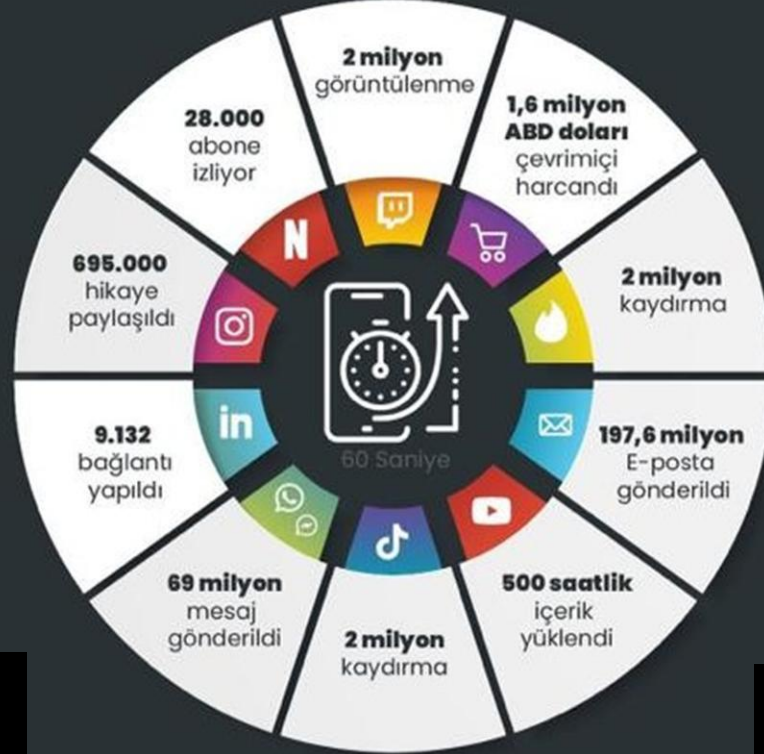 2 milyon
görüntülenme
1,6 milyon
ABD doları
çevrimiçi
harcandı
2 milyon
kaydırma
197,6 milyon
E-posta
gönderildi
500 saatlik
içerik
yüklendi
2 milyon
kaydırma
69 milyon
mesaj
gönderildi
9.132
bağlantı
yapıldı
695.000
hikaye
paylaşıldı
28.000
abone
izliyor
N
in
60 Saniye